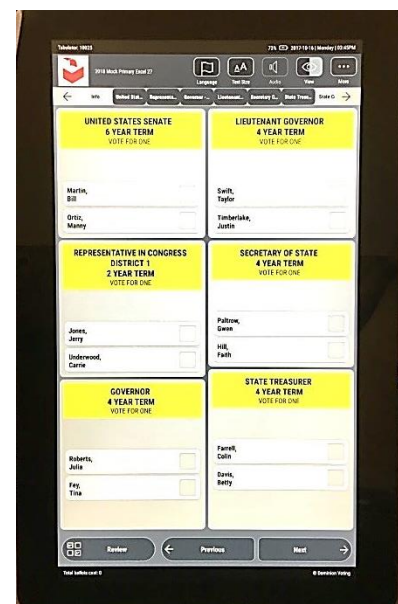 Tabulator: 10023
73% 2017-10-16 | Monday | 03:45PM
2018 Mock Primary Excel 27
Language
Text Size
Audio
View
More
Info
United Stat...
Representa...
Governor -...
Lieutenant...
Secretary O...
State Treas...
UNITED STATES SENATE
6 YEAR TERM
VOTE FOR ONE
Martin,
Bill
Ortiz,
Manny
LIEUTENANT GOVERNOR
4 YEAR TERM
VOTE FOR ONE
Swift,
Taylor
Timberlake,
Justin
REPRESENTATIVE IN CONGRESS
DISTRICT 1
2 YEAR TERM
VOTE FOR ONE
Jones,
Jerry
Underwood,
Carrie
SECRETARY OF STATE
4 YEAR TERM
VOTE FOR ONE
Paltrow,
Gwen
Hill,
Faith
GOVERNOR
4 YEAR TERM
VOTE FOR ONE
Roberts,
Julia
Fey,
Tina
STATE TREASURER
4 YEAR TERM
VOTE FOR ONE
Farrell,
Colin
Davis,
Betty
Review
Previous
Next
Total ballots cast: 0
© Dominion Voting